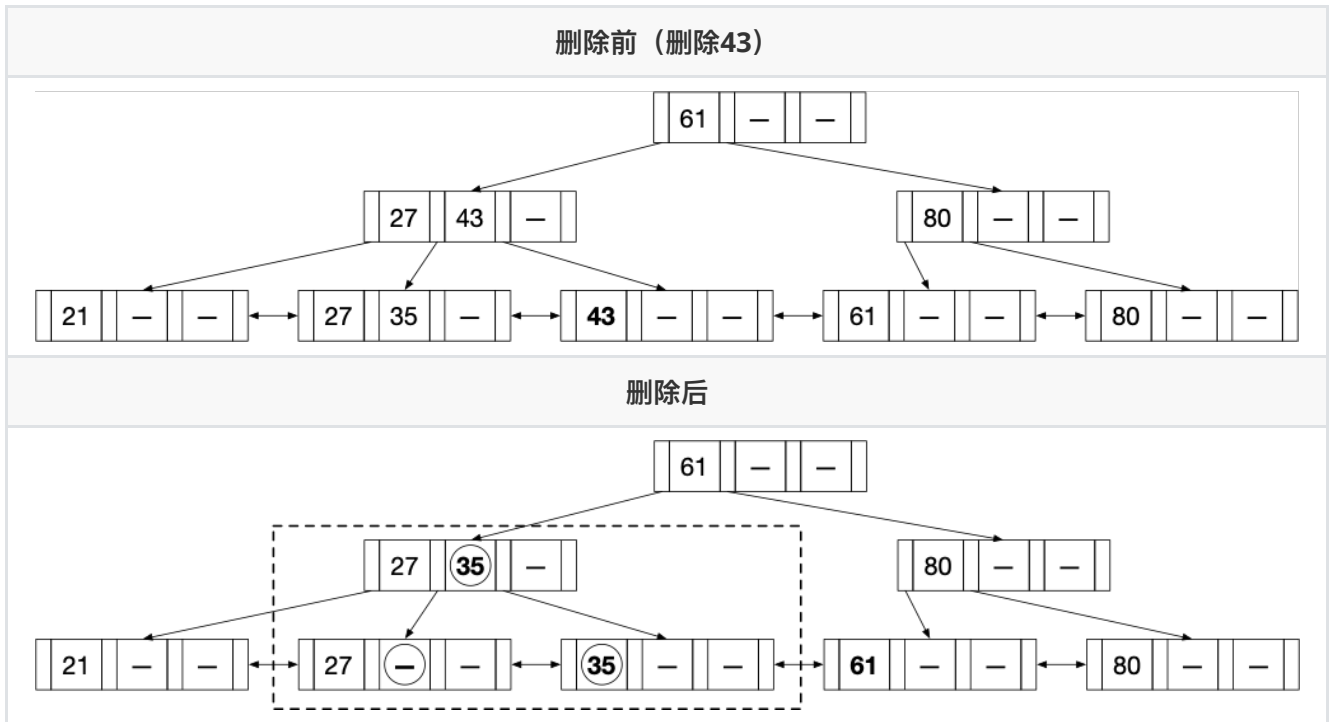 删除前（删除43）
61 — —
27 43 — 80 — —
21 — — 27 35 — 43 — — 61 — — 80 — —
删除后
61 — —
27 35 — 80 — —
21 — — 27 — — 35 — — 61 — — 80 — —